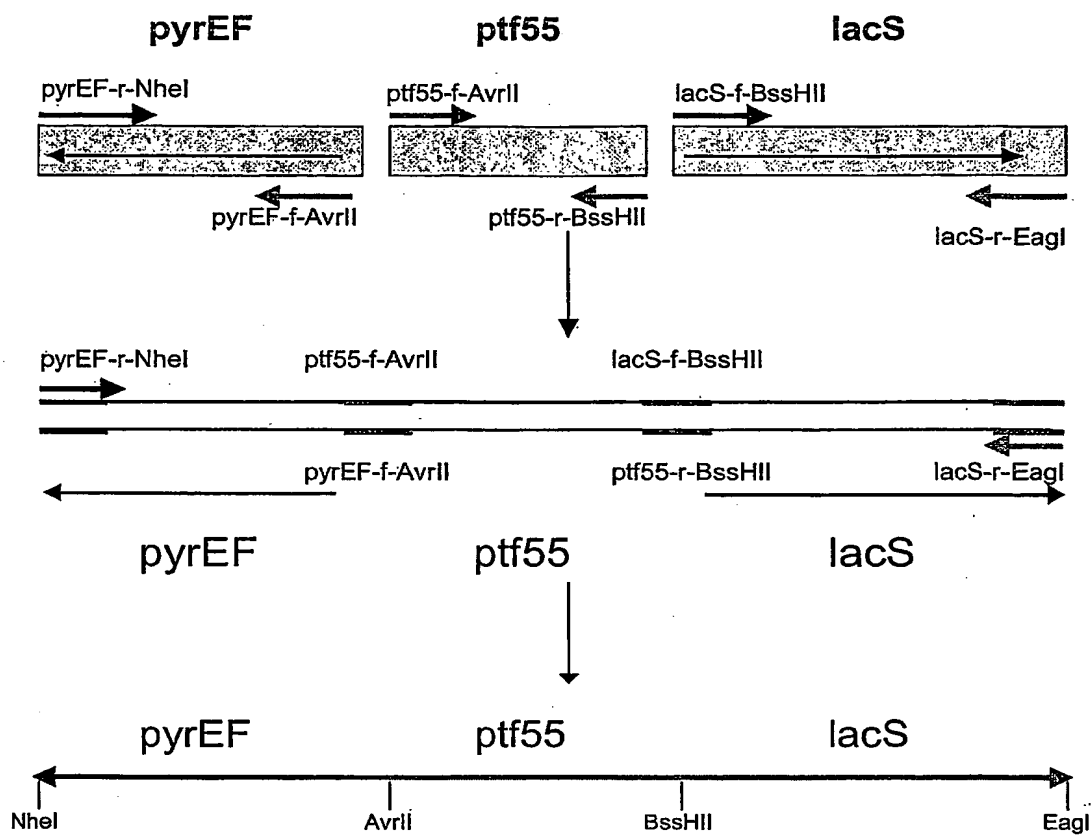 pyrEF ptf55 lacS
pyrEF-r-NheI ptf55-f-AvrII lacS-f-BssHII
pyrEF-f-AvrII ptf55-r-BssHII lacS-r-EagI
pyrEF-r-NheI ptf55-f-AvrII lacS-f-BssHII
pyrEF-f-AvrII ptf55-r-BssHII lacS-r-EagI
pyrEF ptf55 lacS
pyrEF ptf55 lacS
NheI AvrII BssHII EagI